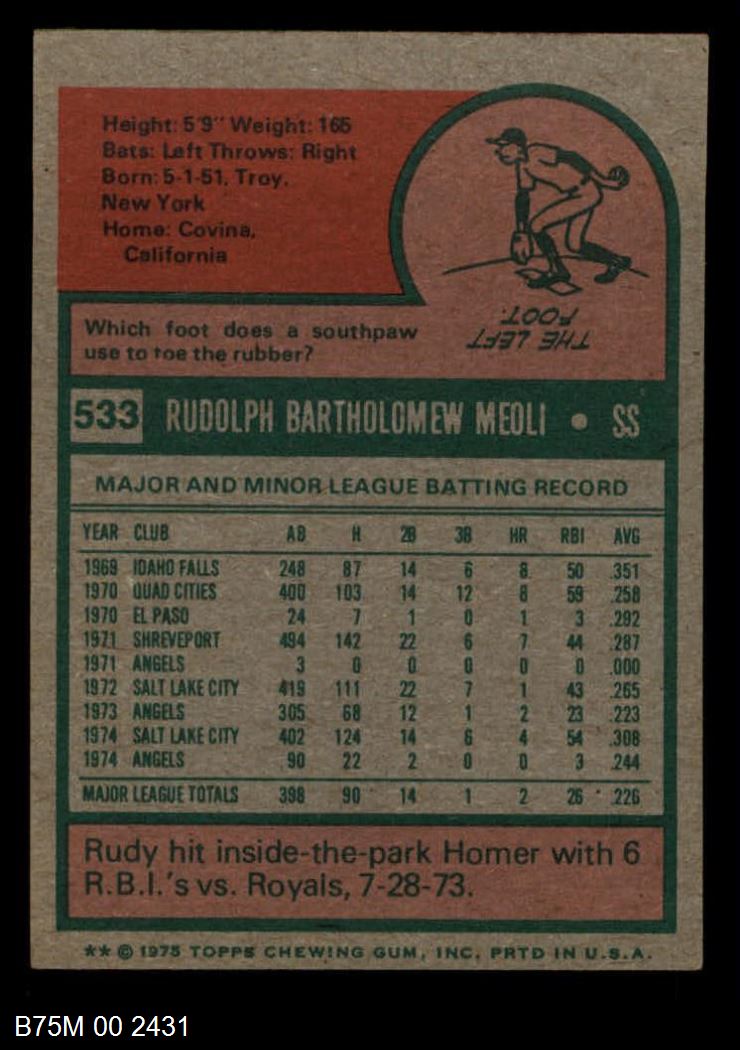 Height: 5'9" Weight: 165
Bats: Left Throws: Right
Born: 5-1-51, Troy,
New York
Home: Covina,
California
Which foot does a southpaw
use to toe the rubber?
THE LEFT
FOOT.
533 RUDOLPH BARTHOLOMEW MEOLI • SS
MAJOR AND MINOR LEAGUE BATTING RECORD
YEAR CLUB AB H 2B 3B HR RBI AVG
1969 IDAHO FALLS 248 87 14 6 8 50 .351
1970 QUAD CITIES 400 103 14 12 8 59 .258
1970 EL PASO 24 7 1 0 1 3 .292
1971 SHREVEPORT 494 142 22 6 7 44 .287
1971 ANGELS 3 0 0 0 0 0 .000
1972 SALT LAKE CITY 419 111 22 7 1 43 .265
1973 ANGELS 305 68 12 1 2 23 .223
1974 SALT LAKE CITY 402 124 14 6 4 54 .308
1974 ANGELS 90 22 2 0 0 3 .244
MAJOR LEAGUE TOTALS 398 90 14 1 2 26 .226
Rudy hit inside-the-park Homer with 6
R.B.I.'s vs. Royals, 7-28-73.
** © 1975 TOPPS CHEWING GUM, INC. PRTD IN U.S.A.
B75M 00 2431